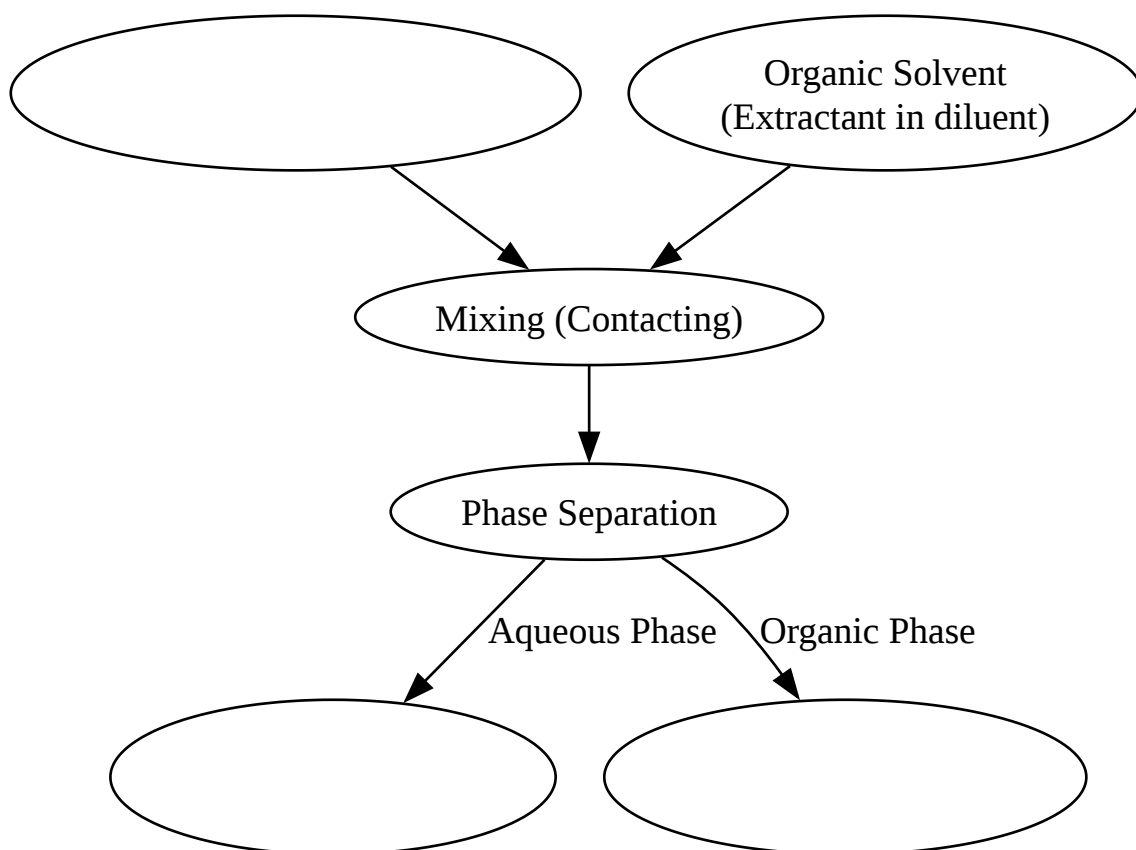 Organic Solvent
(Extractant in diluent)
Mixing (Contacting)
Phase Separation
Aqueous Phase
Organic Phase